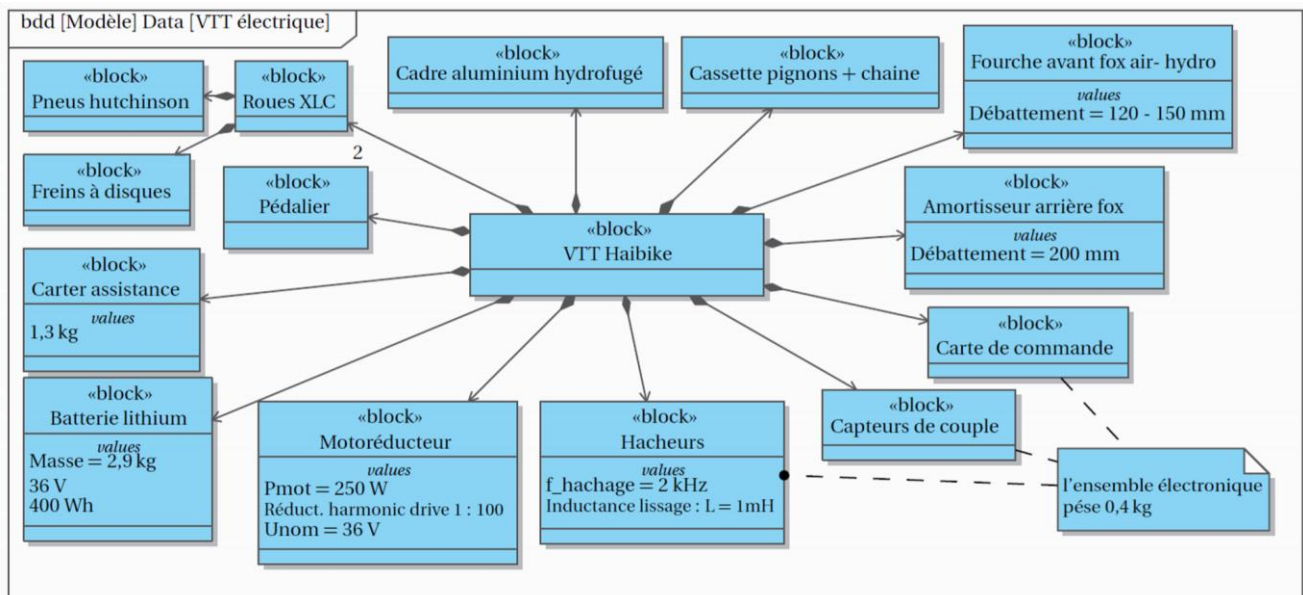 bdd [Modèle] Data [VTT électrique]
«block»
Pneus hutchinson
«block»
Roues XLC
«block»
Cadre aluminium hydrofugé
«block»
Cassette pignons + chaine
«block»
Fourche avant fox air- hydro
values
Débattement = 120 - 150 mm
«block»
Freins à disques
2
«block»
Pédalier
«block»
VTT Haibike
«block»
Amortisseur arrière fox
values
Débattement = 200 mm
«block»
Carter assistance
values
1,3 kg
«block»
Carte de commande
«block»
Batterie lithium
values
Masse = 2,9 kg
36 V
400 Wh
«block»
Motoréducteur
values
Pmot = 250 W
Réduct. harmonic drive 1 : 100
Unom = 36 V
«block»
Hacheurs
values
f_hachage = 2 kHz
Inductance lissage : L = 1mH
«block»
Capteurs de couple
l'ensemble électronique
pése 0,4 kg